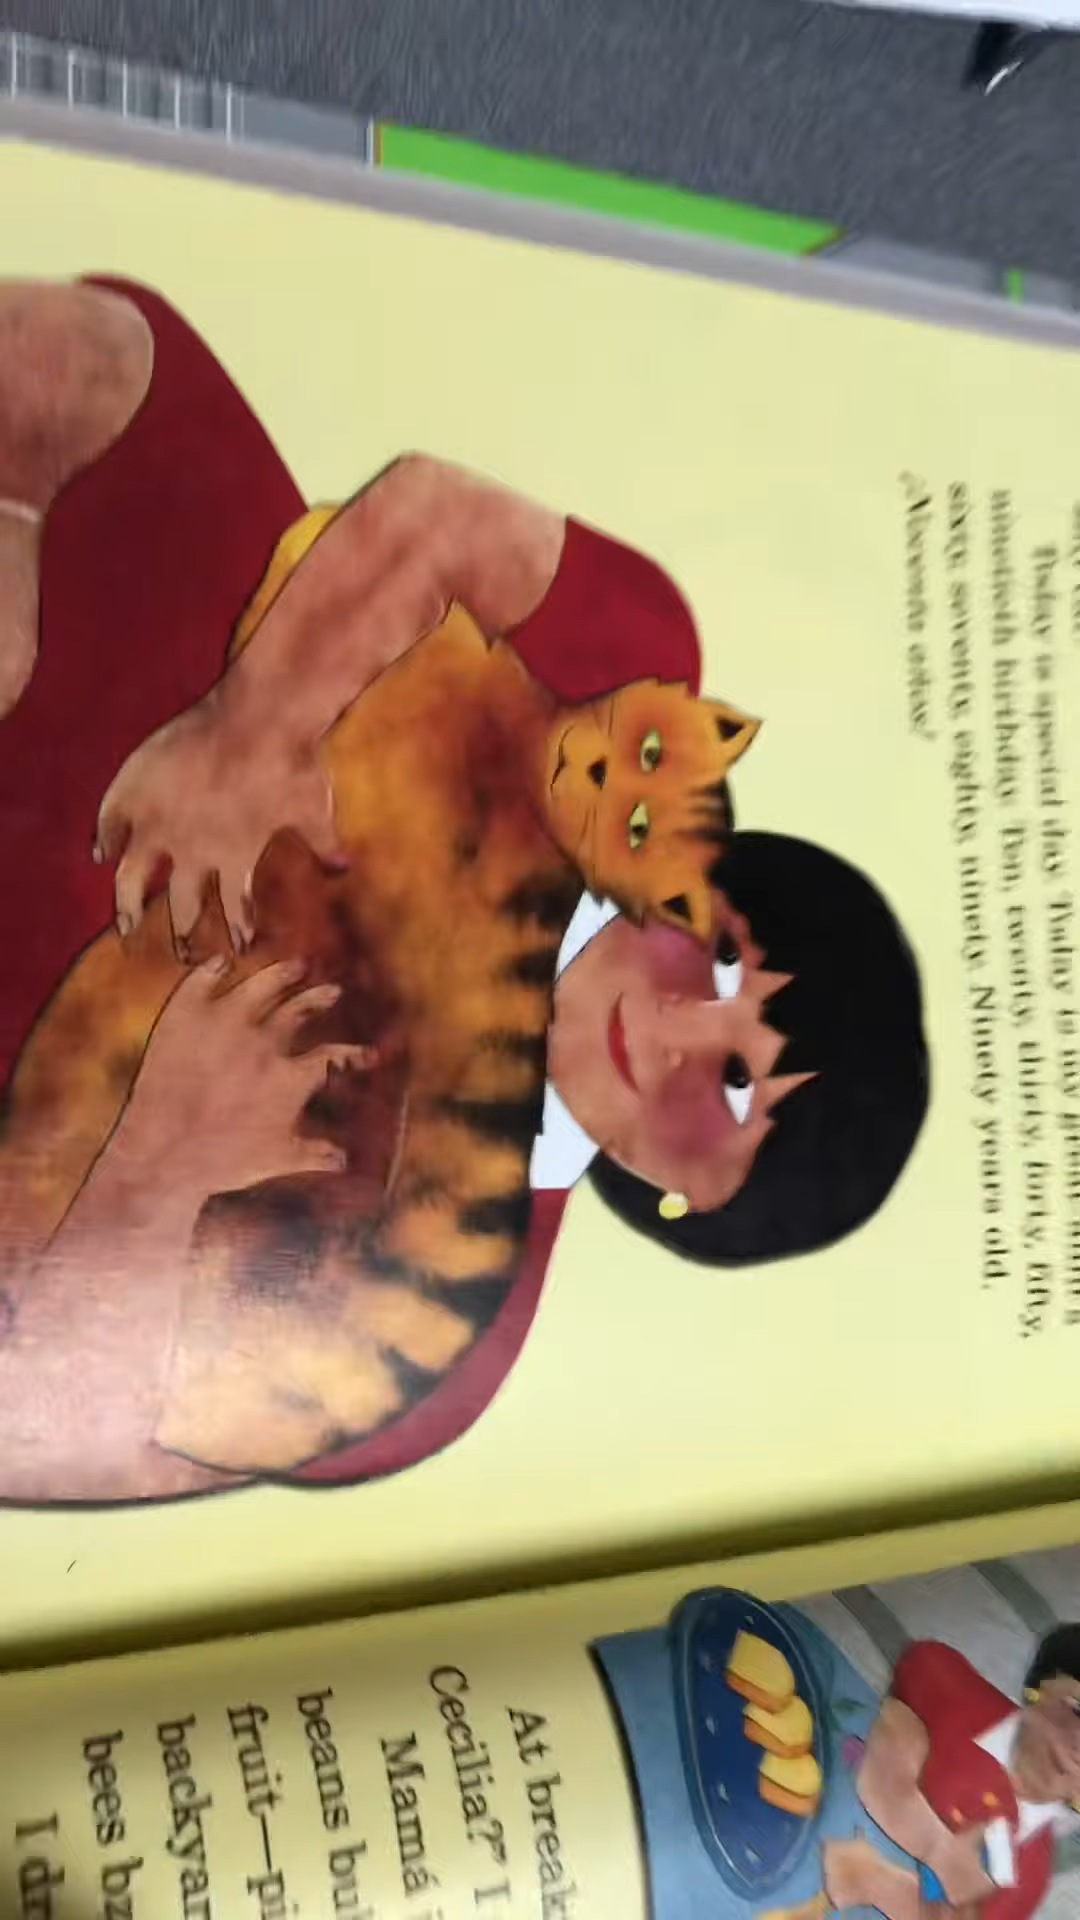 Today is special day. Today is my great-aunt's
ninetieth birthday. Ten, twenty, thirty, forty, fifty,
sixty, seventy, eighty, ninety. Ninety years old.
¡Noventa años!
At break
Cecilia?" I
Mamá i
beans bu
fruit—pi
backyar
bees bz
I dr